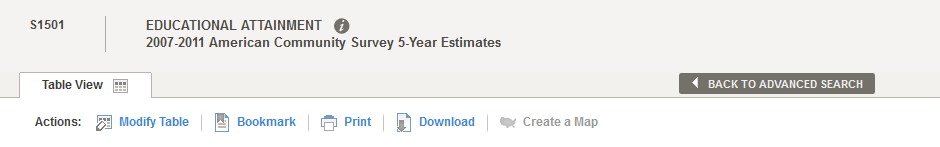 S1501
EDUCATIONAL ATTAINMENT i
2007-2011 American Community Survey 5-Year Estimates
Table View
BACK TO ADVANCED SEARCH
Actions: Modify Table Bookmark Print Download Create a Map